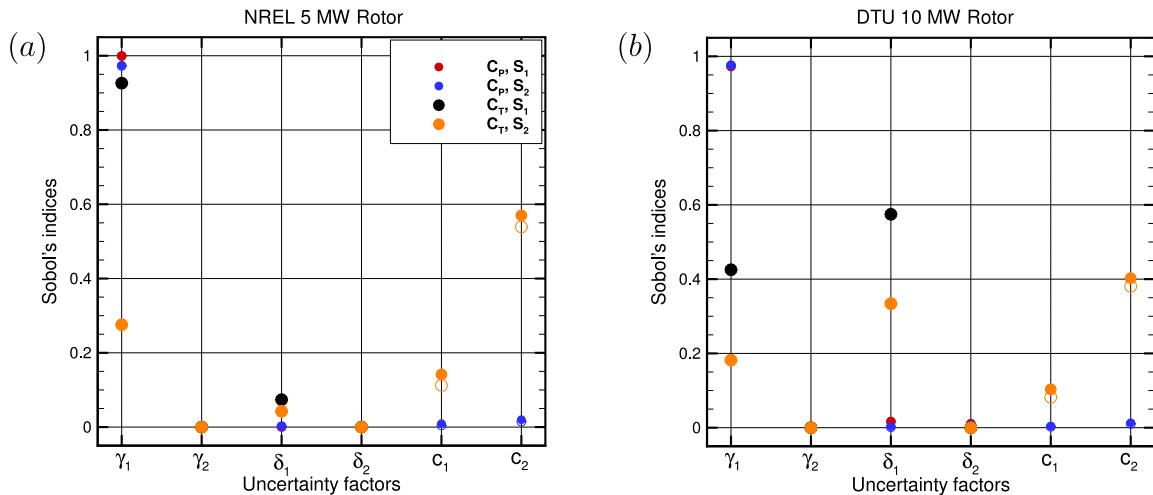 (a)
NREL 5 MW Rotor
Sobol's indices
1
0.8
0.6
0.4
0.2
0
C_P, S_1
C_P, S_2
C_T, S_1
C_T, S_2
γ_1 γ_2 δ_1 δ_2 c_1 c_2
Uncertainty factors
(b)
DTU 10 MW Rotor
Sobol's indices
1
0.8
0.6
0.4
0.2
0
γ_1 γ_2 δ_1 δ_2 c_1 c_2
Uncertainty factors